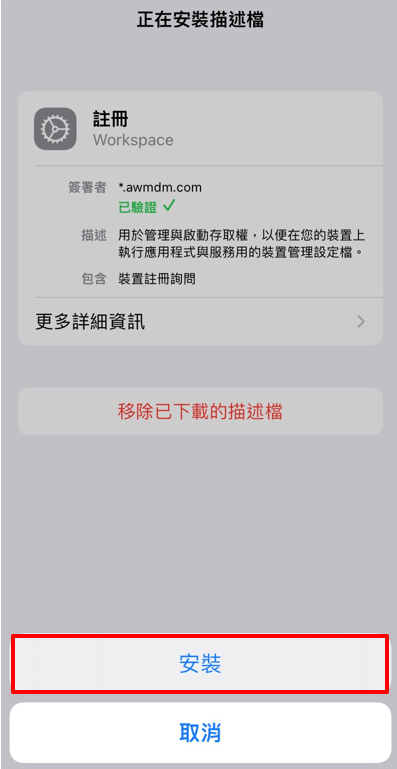 正在安裝描述檔
註冊
Workspace
簽署者 *.awmdm.com
已驗證
描述 用於管理與啟動存取權，以便在您的裝置上
執行應用程式與服務用的裝置管理設定檔。
包含 裝置註冊詢問
更多詳細資訊
移除已下載的描述檔
安裝
取消